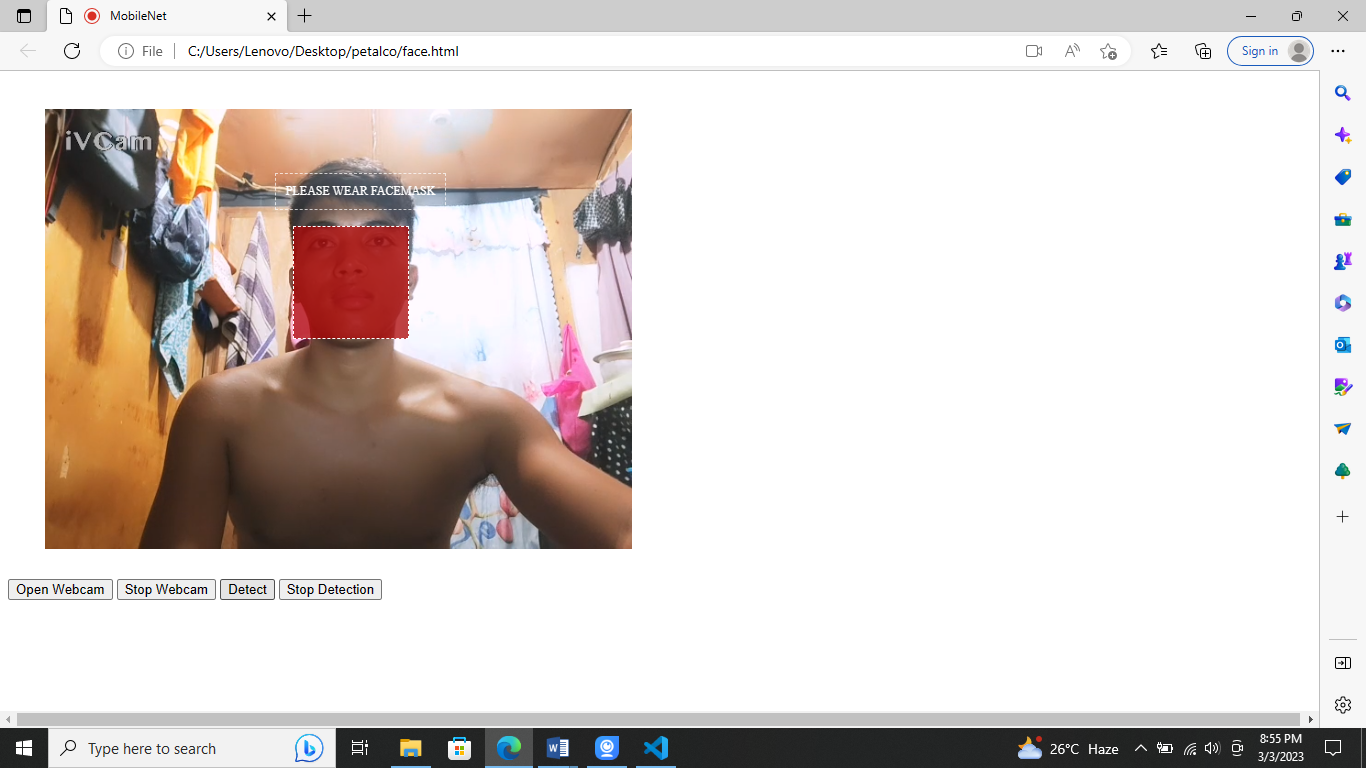 MobileNet
File
C:/Users/Lenovo/Desktop/petalco/face.html
Sign in
iVCam
PLEASE WEAR FACEMASK
Open Webcam
Stop Webcam
Detect
Stop Detection
Type here to search
26°C Haze
8:55 PM
3/3/2023